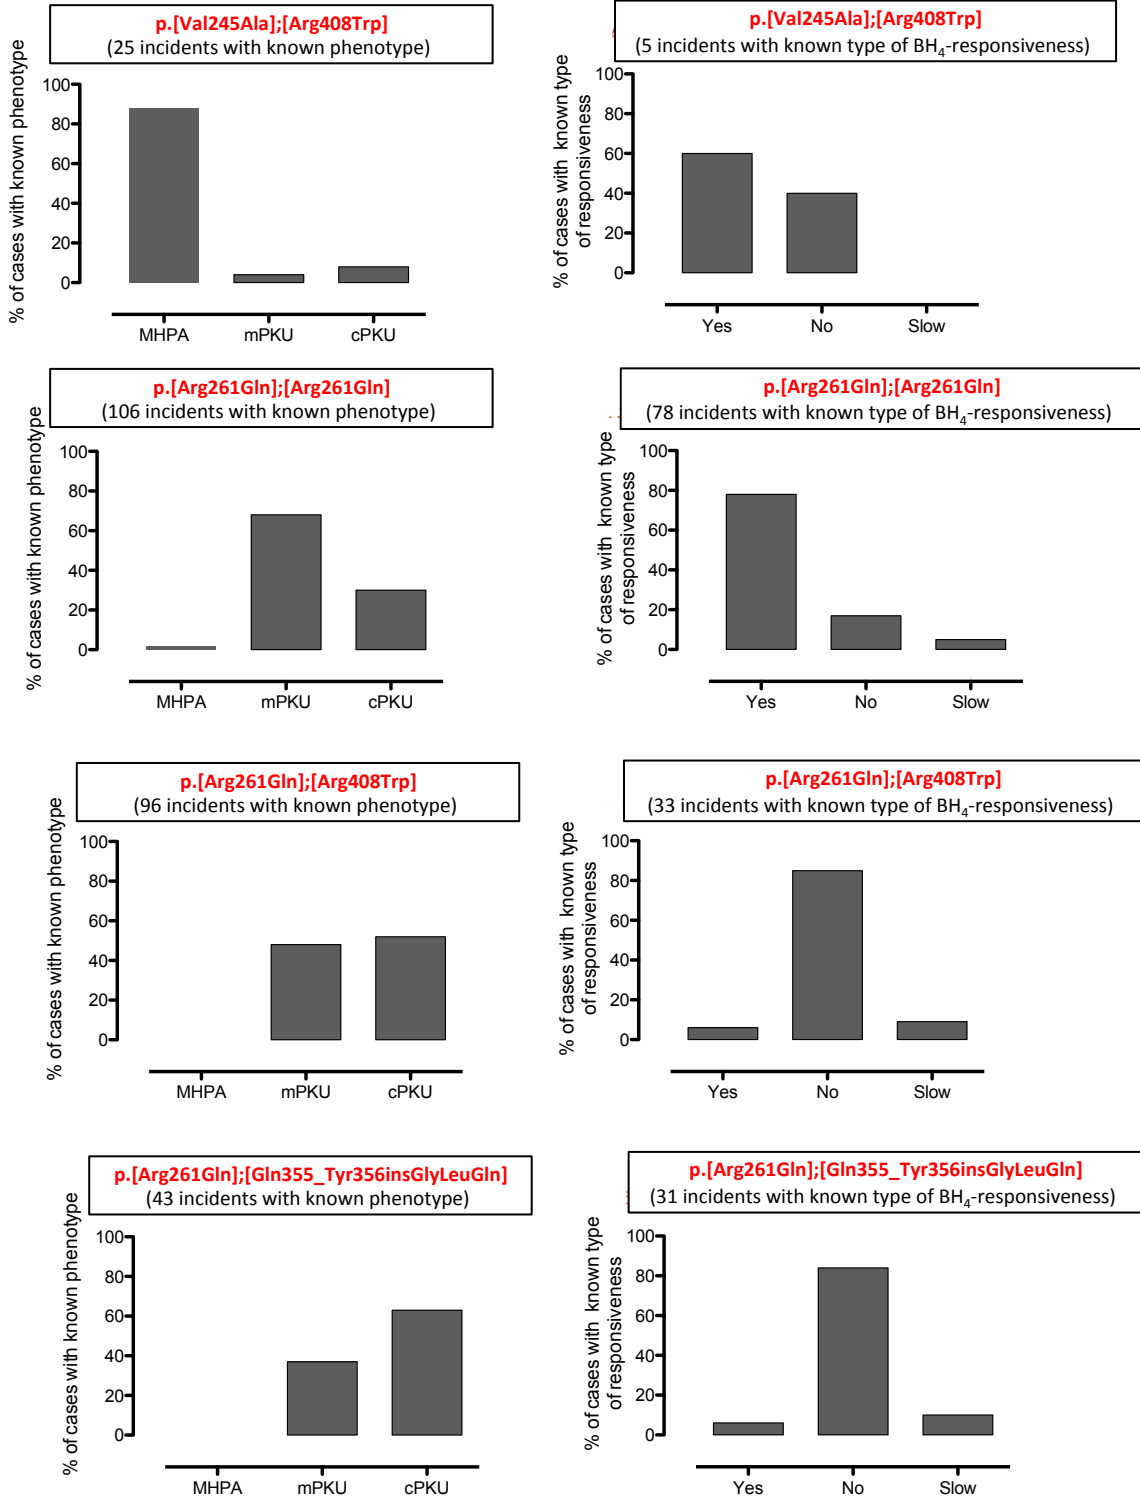 p.[Val245Ala];[Arg408Trp]
(25 incidents with known phenotype)
% of cases with known phenotype
100
80
60
40
20
0
MHPA mPKU cPKU
p.[Val245Ala];[Arg408Trp]
(5 incidents with known type of BH4-responsiveness)
% of cases with known type
of responsiveness
100
80
60
40
20
0
Yes No Slow
p.[Arg261Gln];[Arg261Gln]
(106 incidents with known phenotype)
% of cases with known phenotype
100
80
60
40
20
0
MHPA mPKU cPKU
p.[Arg261Gln];[Arg261Gln]
(78 incidents with known type of BH4-responsiveness)
% of cases with known type
of responsiveness
100
80
60
40
20
0
Yes No Slow
p.[Arg261Gln];[Arg408Trp]
(96 incidents with known phenotype)
% of cases with known phenotype
100
80
60
40
20
0
MHPA mPKU cPKU
p.[Arg261Gln];[Arg408Trp]
(33 incidents with known type of BH4-responsiveness)
% of cases with known type
of responsiveness
100
80
60
40
20
0
Yes No Slow
p.[Arg261Gln];[Gln355_Tyr356insGlyLeuGln]
(43 incidents with known phenotype)
% of cases with known phenotype
100
80
60
40
20
0
MHPA mPKU cPKU
p.[Arg261Gln];[Gln355_Tyr356insGlyLeuGln]
(31 incidents with known type of BH4-responsiveness)
% of cases with known type
of responsiveness
100
80
60
40
20
0
Yes No Slow